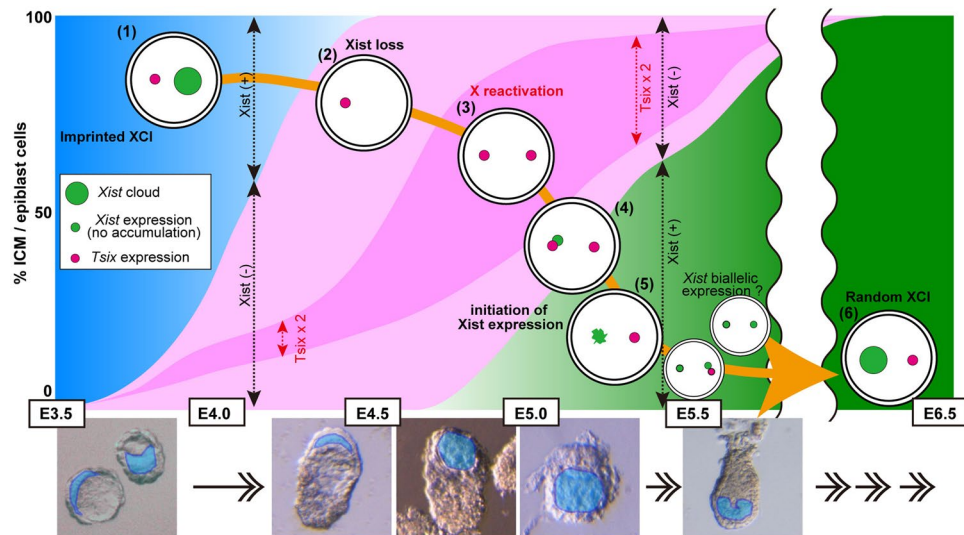 100
% ICM / epiblast cells
50
0
(1)
Imprinted XCI
Xist (+)
Xist (-)
(2)
Xist loss
X reactivation
(3)
Tsix x 2
Tsix x 2
Xist (-)
Xist (+)
(4)
(5)
initiation of
Xist expression
Xist biallelic
expression ?
Random XCI
(6)
Xist cloud
Xist expression
(no accumulation)
Tsix expression
E3.5
E4.0
E4.5
E5.0
E5.5
E6.5